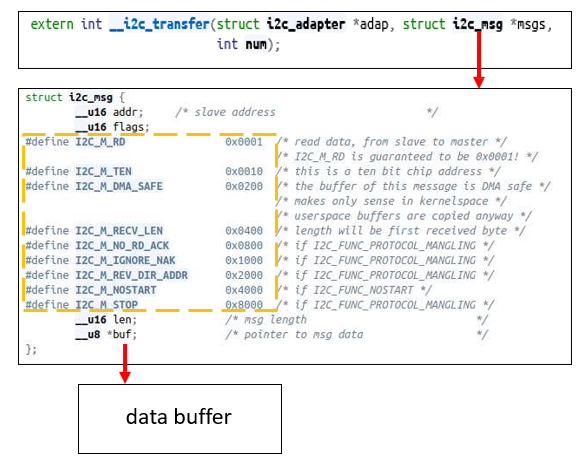 extern int __i2c_transfer(struct i2c_adapter *adap, struct i2c_msg *msgs,
int num);
struct i2c_msg {
__u16 addr; /* slave address */
__u16 flags;
#define I2C_M_RD 0x0001 /* read data, from slave to master */
/* I2C_M_RD is guaranteed to be 0x0001! */
#define I2C_M_TEN 0x0010 /* this is a ten bit chip address */
#define I2C_M_DMA_SAFE 0x0200 /* the buffer of this message is DMA safe */
/* makes only sense in kernelspace */
/* userspace buffers are copied anyway */
#define I2C_M_RECV_LEN 0x0400 /* length will be first received byte */
#define I2C_M_NO_RD_ACK 0x0800 /* if I2C_FUNC_PROTOCOL_MANGLING */
#define I2C_M_IGNORE_NAK 0x1000 /* if I2C_FUNC_PROTOCOL_MANGLING */
#define I2C_M_REV_DIR_ADDR 0x2000 /* if I2C_FUNC_PROTOCOL_MANGLING */
#define I2C_M_NOSTART 0x4000 /* if I2C_FUNC_NOSTART */
#define I2C_M_STOP 0x8000 /* if I2C_FUNC_PROTOCOL_MANGLING */
__u16 len; /* msg length */
__u8 *buf; /* pointer to msg data */
};
data buffer